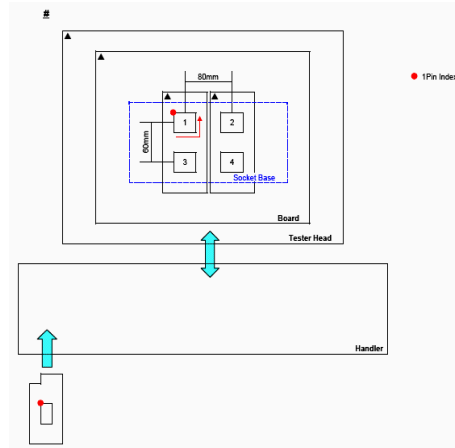 #
80mm
1Pin Index
1
2
60mm
3
4
Socket Base
Board
Tester Head
Handler